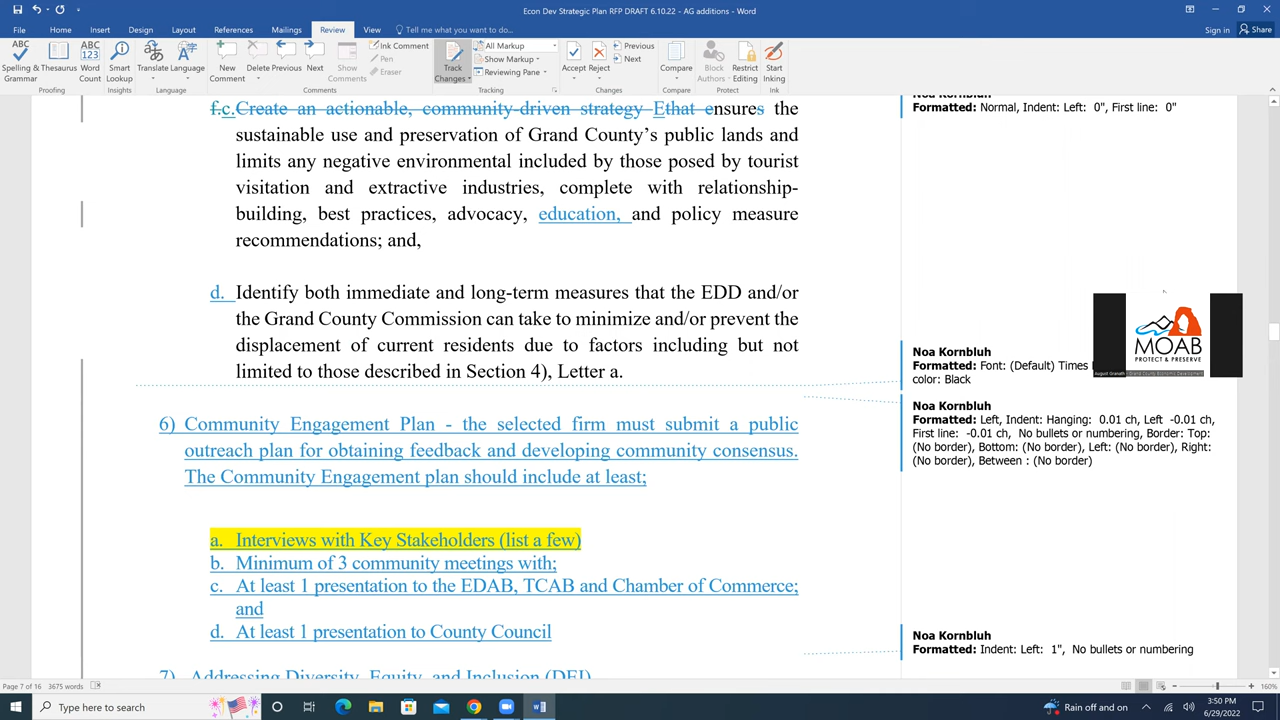 Econ Dev Strategic Plan RFP DRAFT 6.10.22 - AG additions - Word
Sign in
Share
File Home Insert Draw Design Layout References Mailings Review View Tell me what you want to do...
Spelling & Grammar
Thesaurus
Word Count
Proofing
Smart Lookup
Insights
Translate
Language
Language
New Comment
Delete
Previous
Next
Show Comments
Ink Comment
Pen
Eraser
Comments
Track Changes
All Markup
Show Markup
Reviewing Pane
Tracking
Accept
Reject
Previous
Next
Changes
Compare
Compare
Block Authors
Restrict Editing
Protect
Start Inking
Ink
f.c.Create an actionable, community-driven strategy Ethat ensures the
sustainable use and preservation of Grand County's public lands and
limits any negative environmental included by those posed by tourist
visitation and extractive industries, complete with relationship-
building, best practices, advocacy, education, and policy measure
recommendations; and,
d. Identify both immediate and long-term measures that the EDD and/or
the Grand County Commission can take to minimize and/or prevent the
displacement of current residents due to factors including but not
limited to those described in Section 4), Letter a.
6) Community Engagement Plan - the selected firm must submit a public
outreach plan for obtaining feedback and developing community consensus.
The Community Engagement plan should include at least;
a. Interviews with Key Stakeholders (list a few)
b. Minimum of 3 community meetings with;
c. At least 1 presentation to the EDAB, TCAB and Chamber of Commerce;
and
d. At least 1 presentation to County Council
7) Addressing Diversity, Equity, and Inclusion (DEI)
Noa Kornbluh
Formatted: Normal, Indent: Left: 0", First line: 0"
Noa Kornbluh
Formatted: Font: (Default) Times
color: Black
Noa Kornbluh
Formatted: Left, Indent: Hanging: 0.01 ch, Left -0.01 ch,
First line: -0.01 ch, No bullets or numbering, Border: Top:
(No border), Bottom: (No border), Left: (No border), Right:
(No border), Between : (No border)
Noa Kornbluh
Formatted: Indent: Left: 1", No bullets or numbering
MOAB
PROTECT & PRESERVE
August Granath - Grand County Economic Development
Page 7 of 16 3675 words
160%
Type here to search
Rain off and on
3:50 PM
6/29/2022